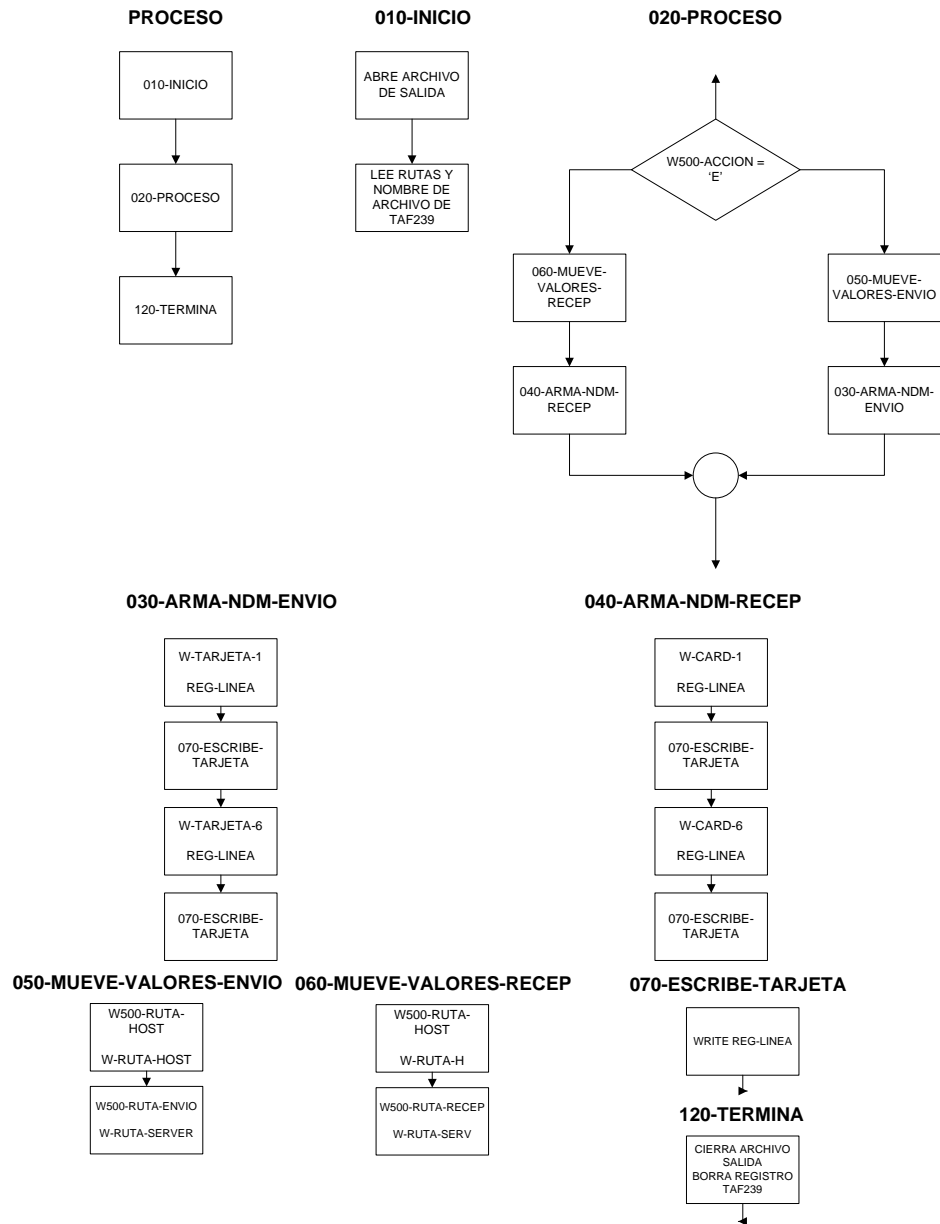 PROCESO
010-INICIO
020-PROCESO
120-TERMINA
010-INICIO
ABRE ARCHIVO
DE SALIDA
LEE RUTAS Y
NOMBRE DE
ARCHIVO DE
TAF239
020-PROCESO
W500-ACCION =
‘E’
060-MUEVE-
VALORES-
RECEP
040-ARMA-NDM-
RECEP
050-MUEVE-
VALORES-ENVIO
030-ARMA-NDM-
ENVIO
030-ARMA-NDM-ENVIO
W-TARJETA-1
REG-LINEA
070-ESCRIBE-
TARJETA
W-TARJETA-6
REG-LINEA
070-ESCRIBE-
TARJETA
040-ARMA-NDM-RECEP
W-CARD-1
REG-LINEA
070-ESCRIBE-
TARJETA
W-CARD-6
REG-LINEA
070-ESCRIBE-
TARJETA
050-MUEVE-VALORES-ENVIO
W500-RUTA-
HOST
W-RUTA-HOST
W500-RUTA-ENVIO
W-RUTA-SERVER
060-MUEVE-VALORES-RECEP
W500-RUTA-
HOST
W-RUTA-H
W500-RUTA-RECEP
W-RUTA-SERV
070-ESCRIBE-TARJETA
WRITE REG-LINEA
120-TERMINA
CIERRA ARCHIVO
SALIDA
BORRA REGISTRO
TAF239